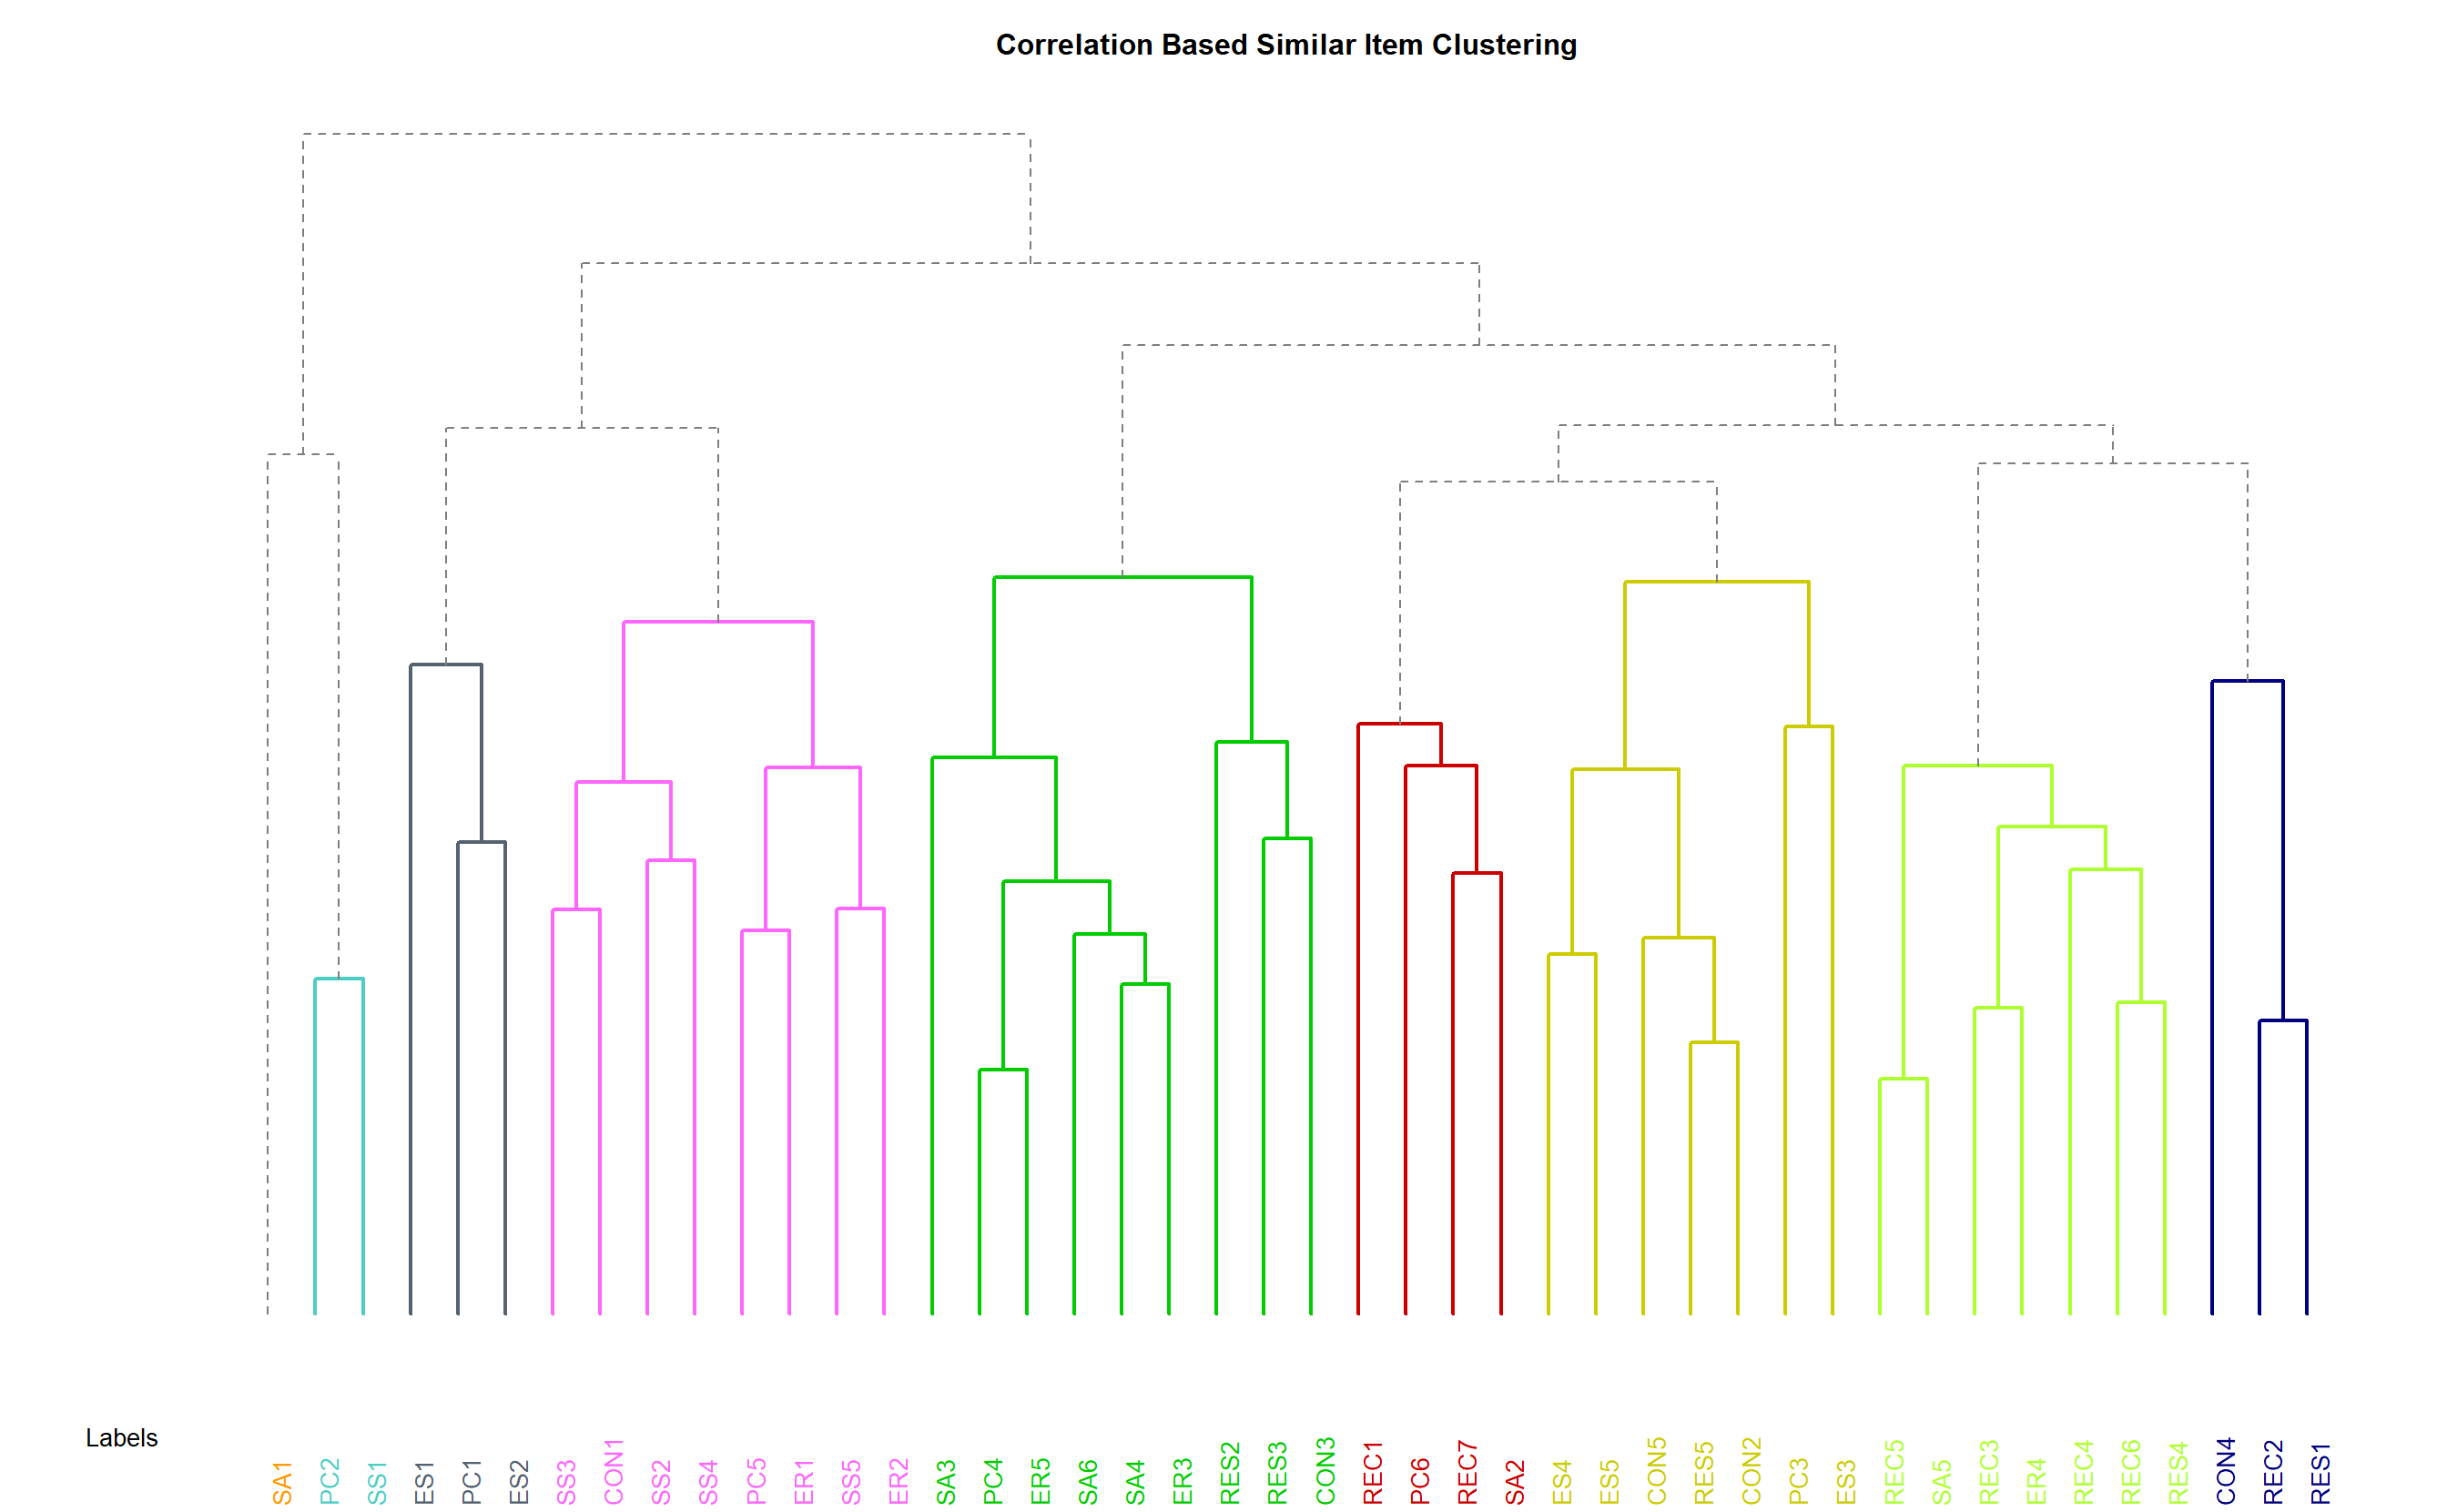 Correlation Based Similar Item Clustering
Labels
SA1
PC2
SS1
ES1
PC1
ES2
SS3
CON1
SS2
SS4
PC5
ER1
SS5
ER2
SA3
PC4
ER5
SA6
SA4
ER3
RES2
RES3
CON3
REC1
PC6
REC7
SA2
ES4
ES5
CON5
RES5
CON2
PC3
ES3
REC5
SA5
REC3
ER4
REC4
REC6
RES4
CON4
REC2
RES1